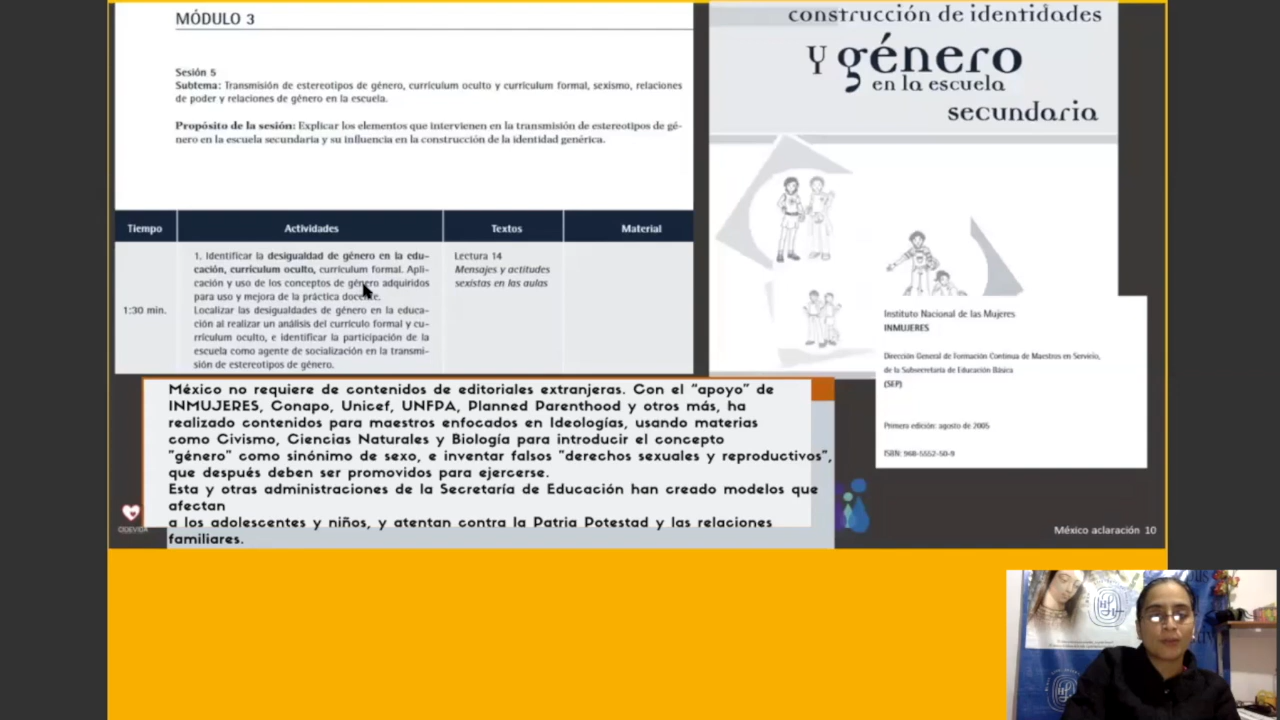 MÓDULO 3
Sesión 5
Subtema: Transmisión de estereotipos de género, curriculum oculto y curriculum formal, sexismo, relaciones
de poder y relaciones de género en la escuela.
Propósito de la sesión: Explicar los elementos que intervienen en la transmisión de estereotipos de gé-
nero en la escuela secundaria y su influencia en la construcción de la identidad genérica.
Tiempo Actividades Textos Material
1:30 min.
1. Identificar la desigualdad de género en la edu-
cación, curriculum oculto, curriculum formal. Apli-
cación y uso de los conceptos de género adquiridos
para uso y mejora de la práctica docente.
Localizar las desigualdades de género en la educa-
ción al realizar un análisis del currículo formal y cu-
rrículum oculto, e identificar la participación de la
escuela como agente de socialización en la transmi-
sión de estereotipos de género.
Lectura 14
Mensajes y actitudes
sexistas en las aulas
construcción de identidades
y género
en la escuela
secundaria
Instituto Nacional de las Mujeres
INMUJERES
Dirección General de Formación Continua de Maestros en Servicio,
de la Subsecretaría de Educación Básica
(SEP)
Primera edición: agosto de 2005
ISBN: 968-5552-50-9
México no requiere de contenidos de editoriales extranjeras. Con el "apoyo" de
INMUJERES, Conapo, Unicef, UNFPA, Planned Parenthood y otros más, ha
realizado contenidos para maestros enfocados en Ideologías, usando materias
como Civismo, Ciencias Naturales y Biología para introducir el concepto
"género" como sinónimo de sexo, e inventar falsos "derechos sexuales y reproductivos",
que después deben ser promovidos para ejercerse.
Esta y otras administraciones de la Secretaría de Educación han creado modelos que
afectan
a los adolescentes y niños, y atentan contra la Patria Potestad y las relaciones
familiares.
México aclaración 10